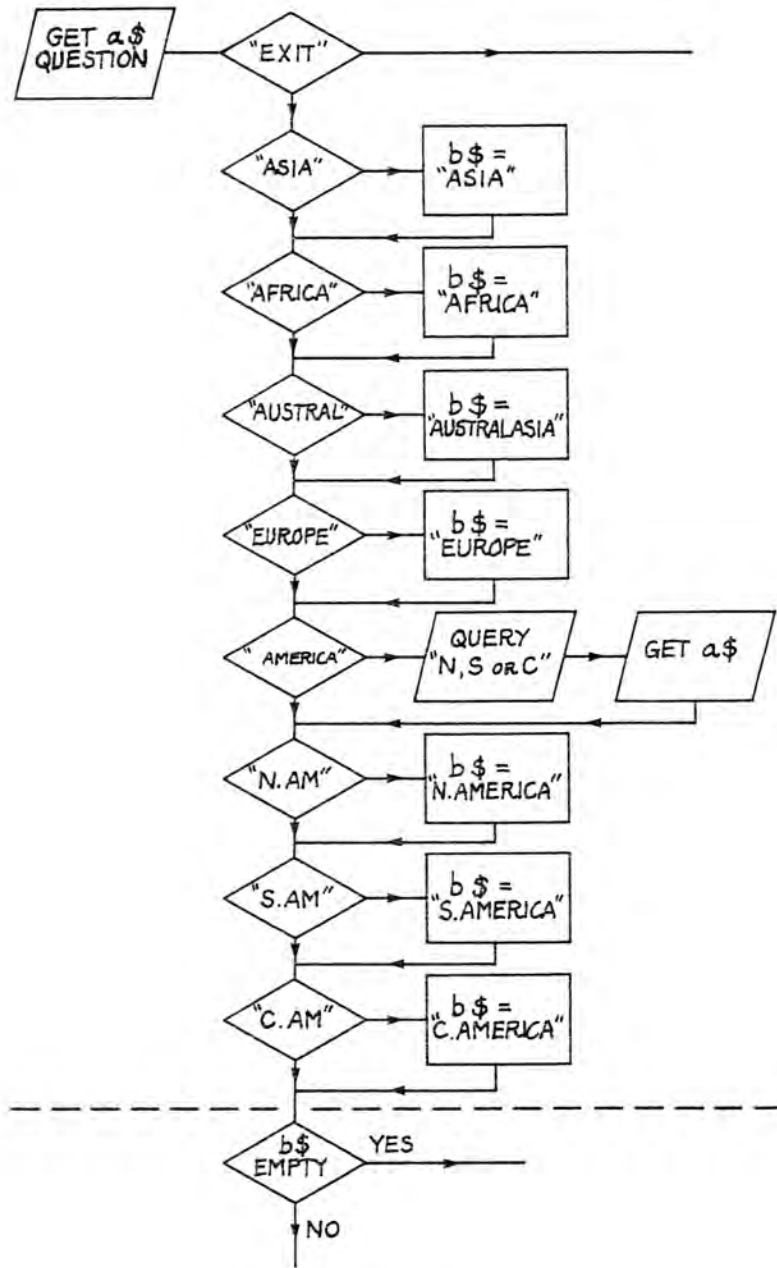 GET a$
QUESTION
"EXIT"
"ASIA"
b$ =
"ASIA"
"AFRICA"
b$ =
"AFRICA"
"AUSTRAL"
b$ =
"AUSTRALASIA"
"EUROPE"
b$ =
"EUROPE"
" AMERICA"
QUERY
"N, S OR C"
GET a$
"N.AM"
b$ =
"N.AMERICA"
"S.AM"
b$ =
"S.AMERICA"
"C.AM"
b$ =
"C.AMERICA"
b$
EMPTY
YES
NO